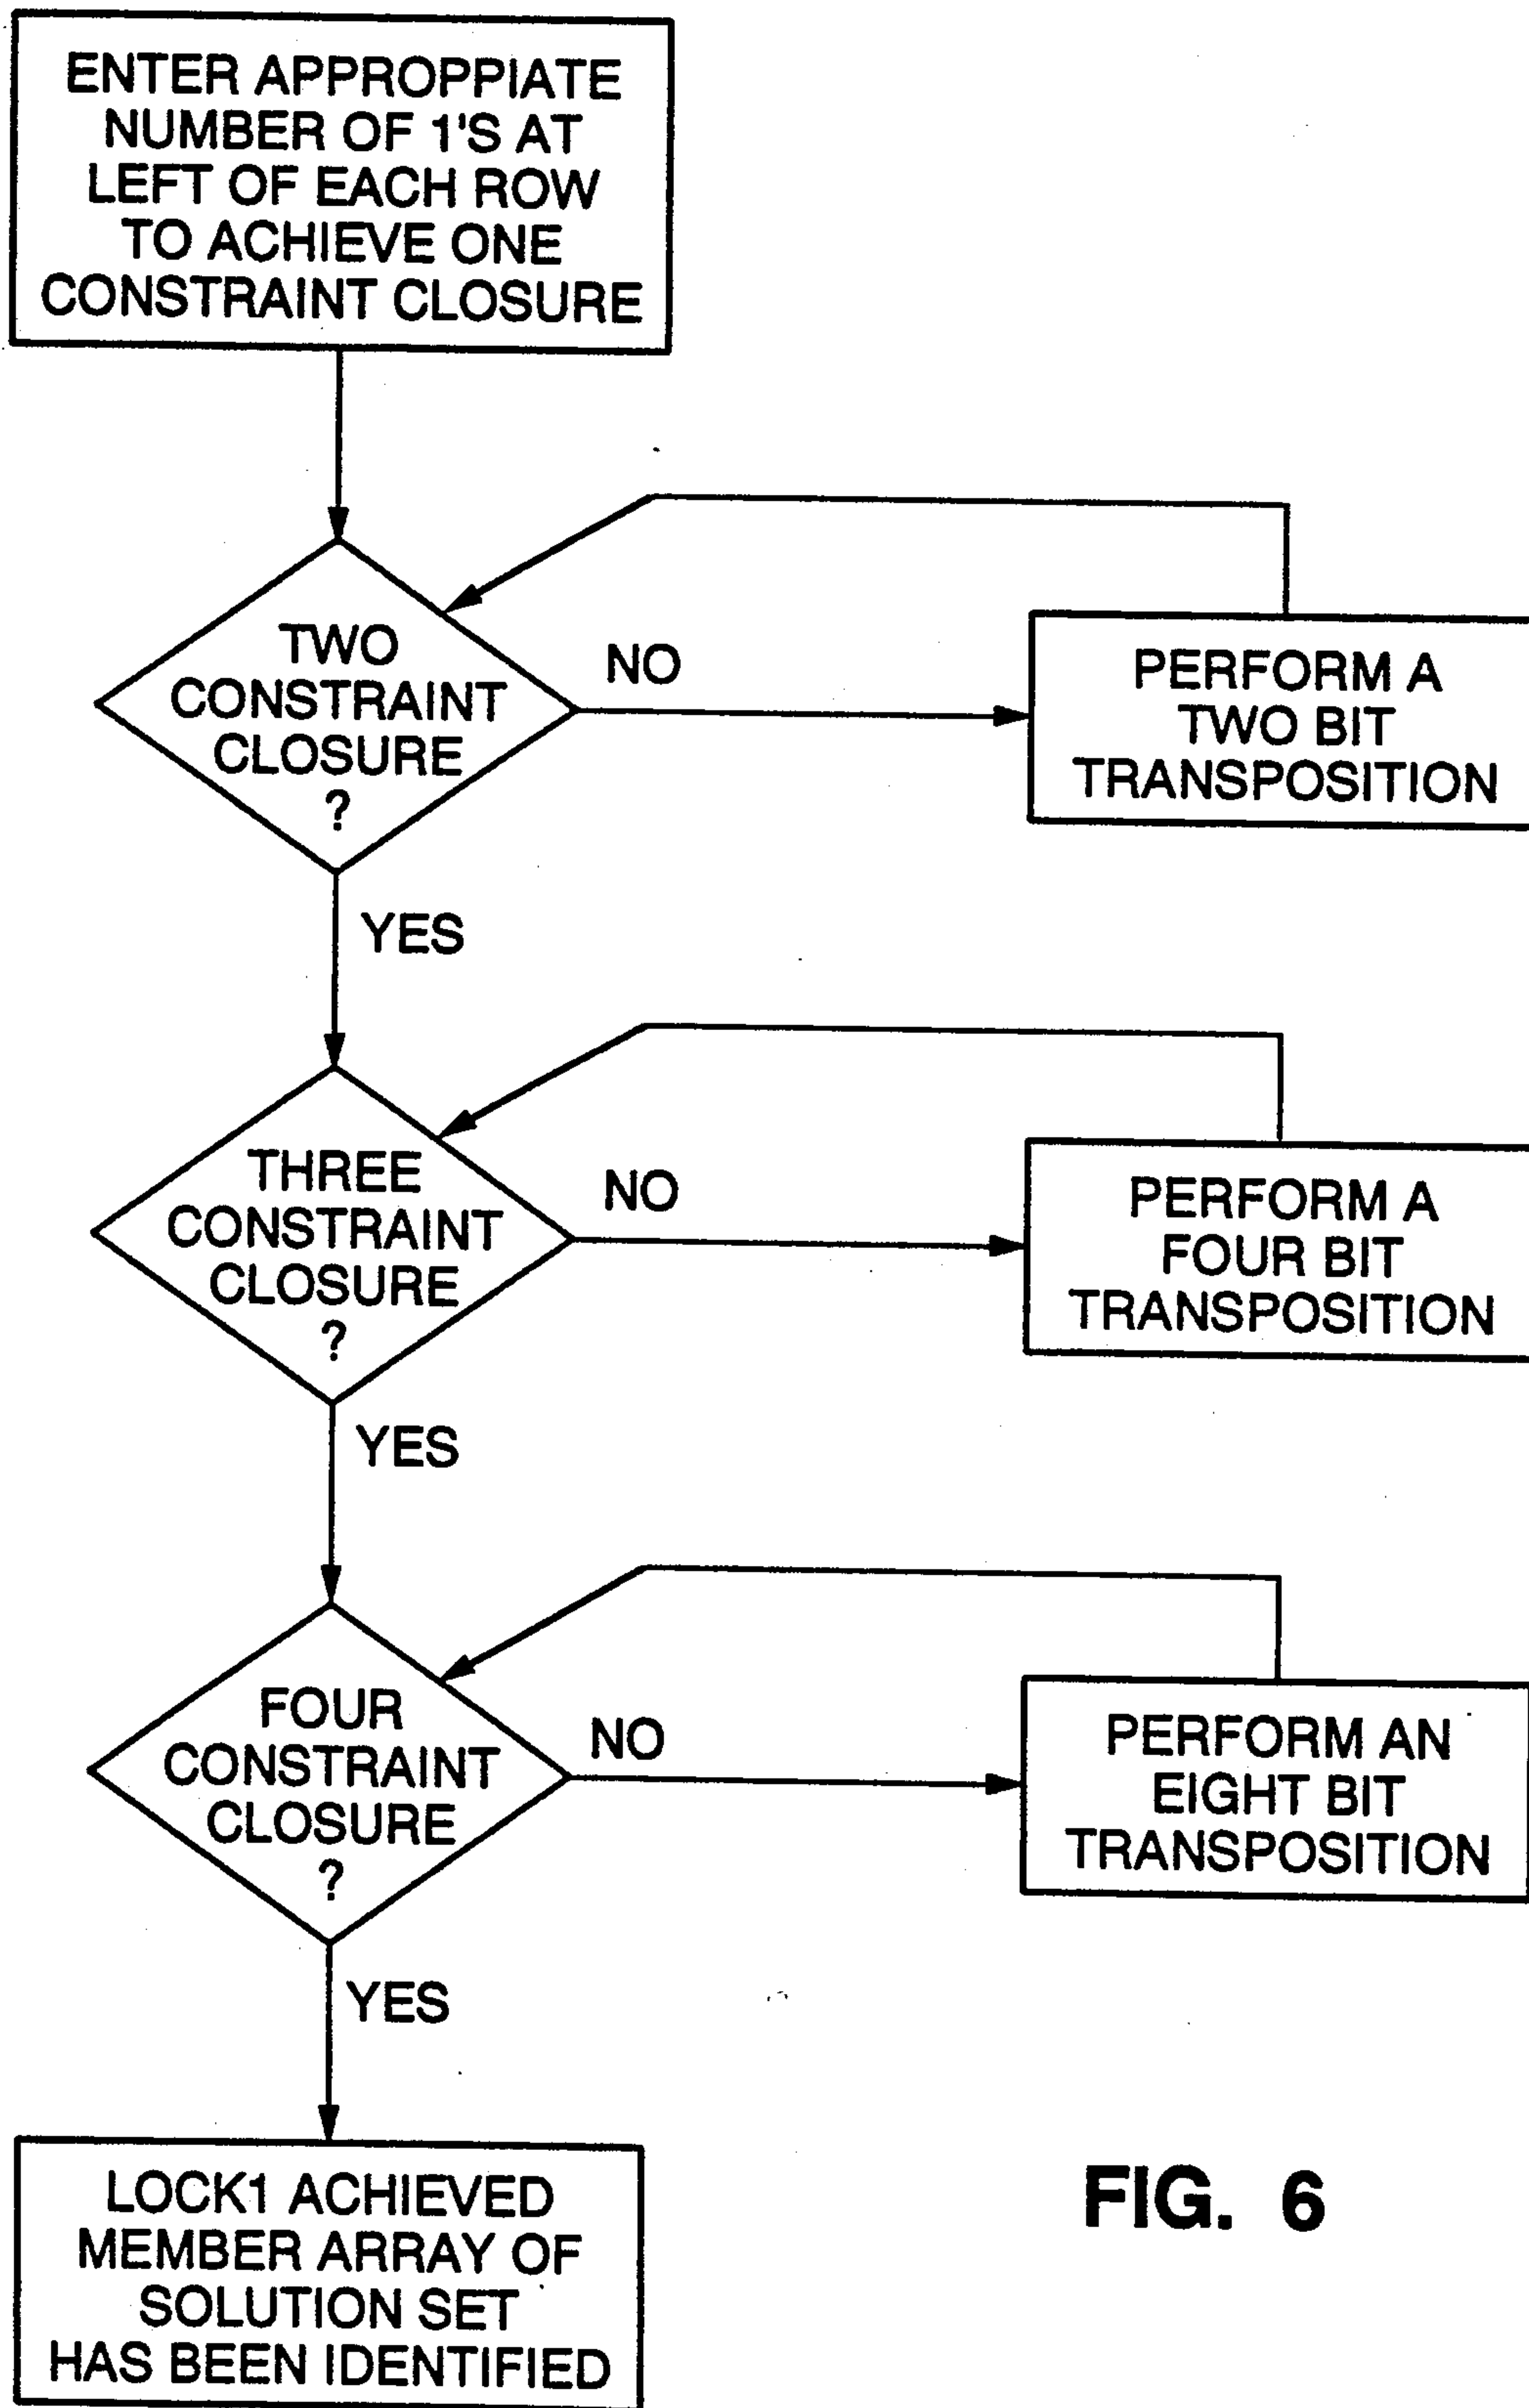 ENTER APPROPPIATE
NUMBER OF 1'S AT
LEFT OF EACH ROW
TO ACHIEVE ONE
CONSTRAINT CLOSURE
TWO
CONSTRAINT
CLOSURE
?
NO
PERFORM A
TWO BIT
TRANSPOSITION
YES
THREE
CONSTRAINT
CLOSURE
?
NO
PERFORM A
FOUR BIT
TRANSPOSITION
YES
FOUR
CONSTRAINT
CLOSURE
?
NO
PERFORM AN
EIGHT BIT
TRANSPOSITION
YES
LOCK1 ACHIEVED
MEMBER ARRAY OF
SOLUTION SET
HAS BEEN IDENTIFIED
FIG. 6